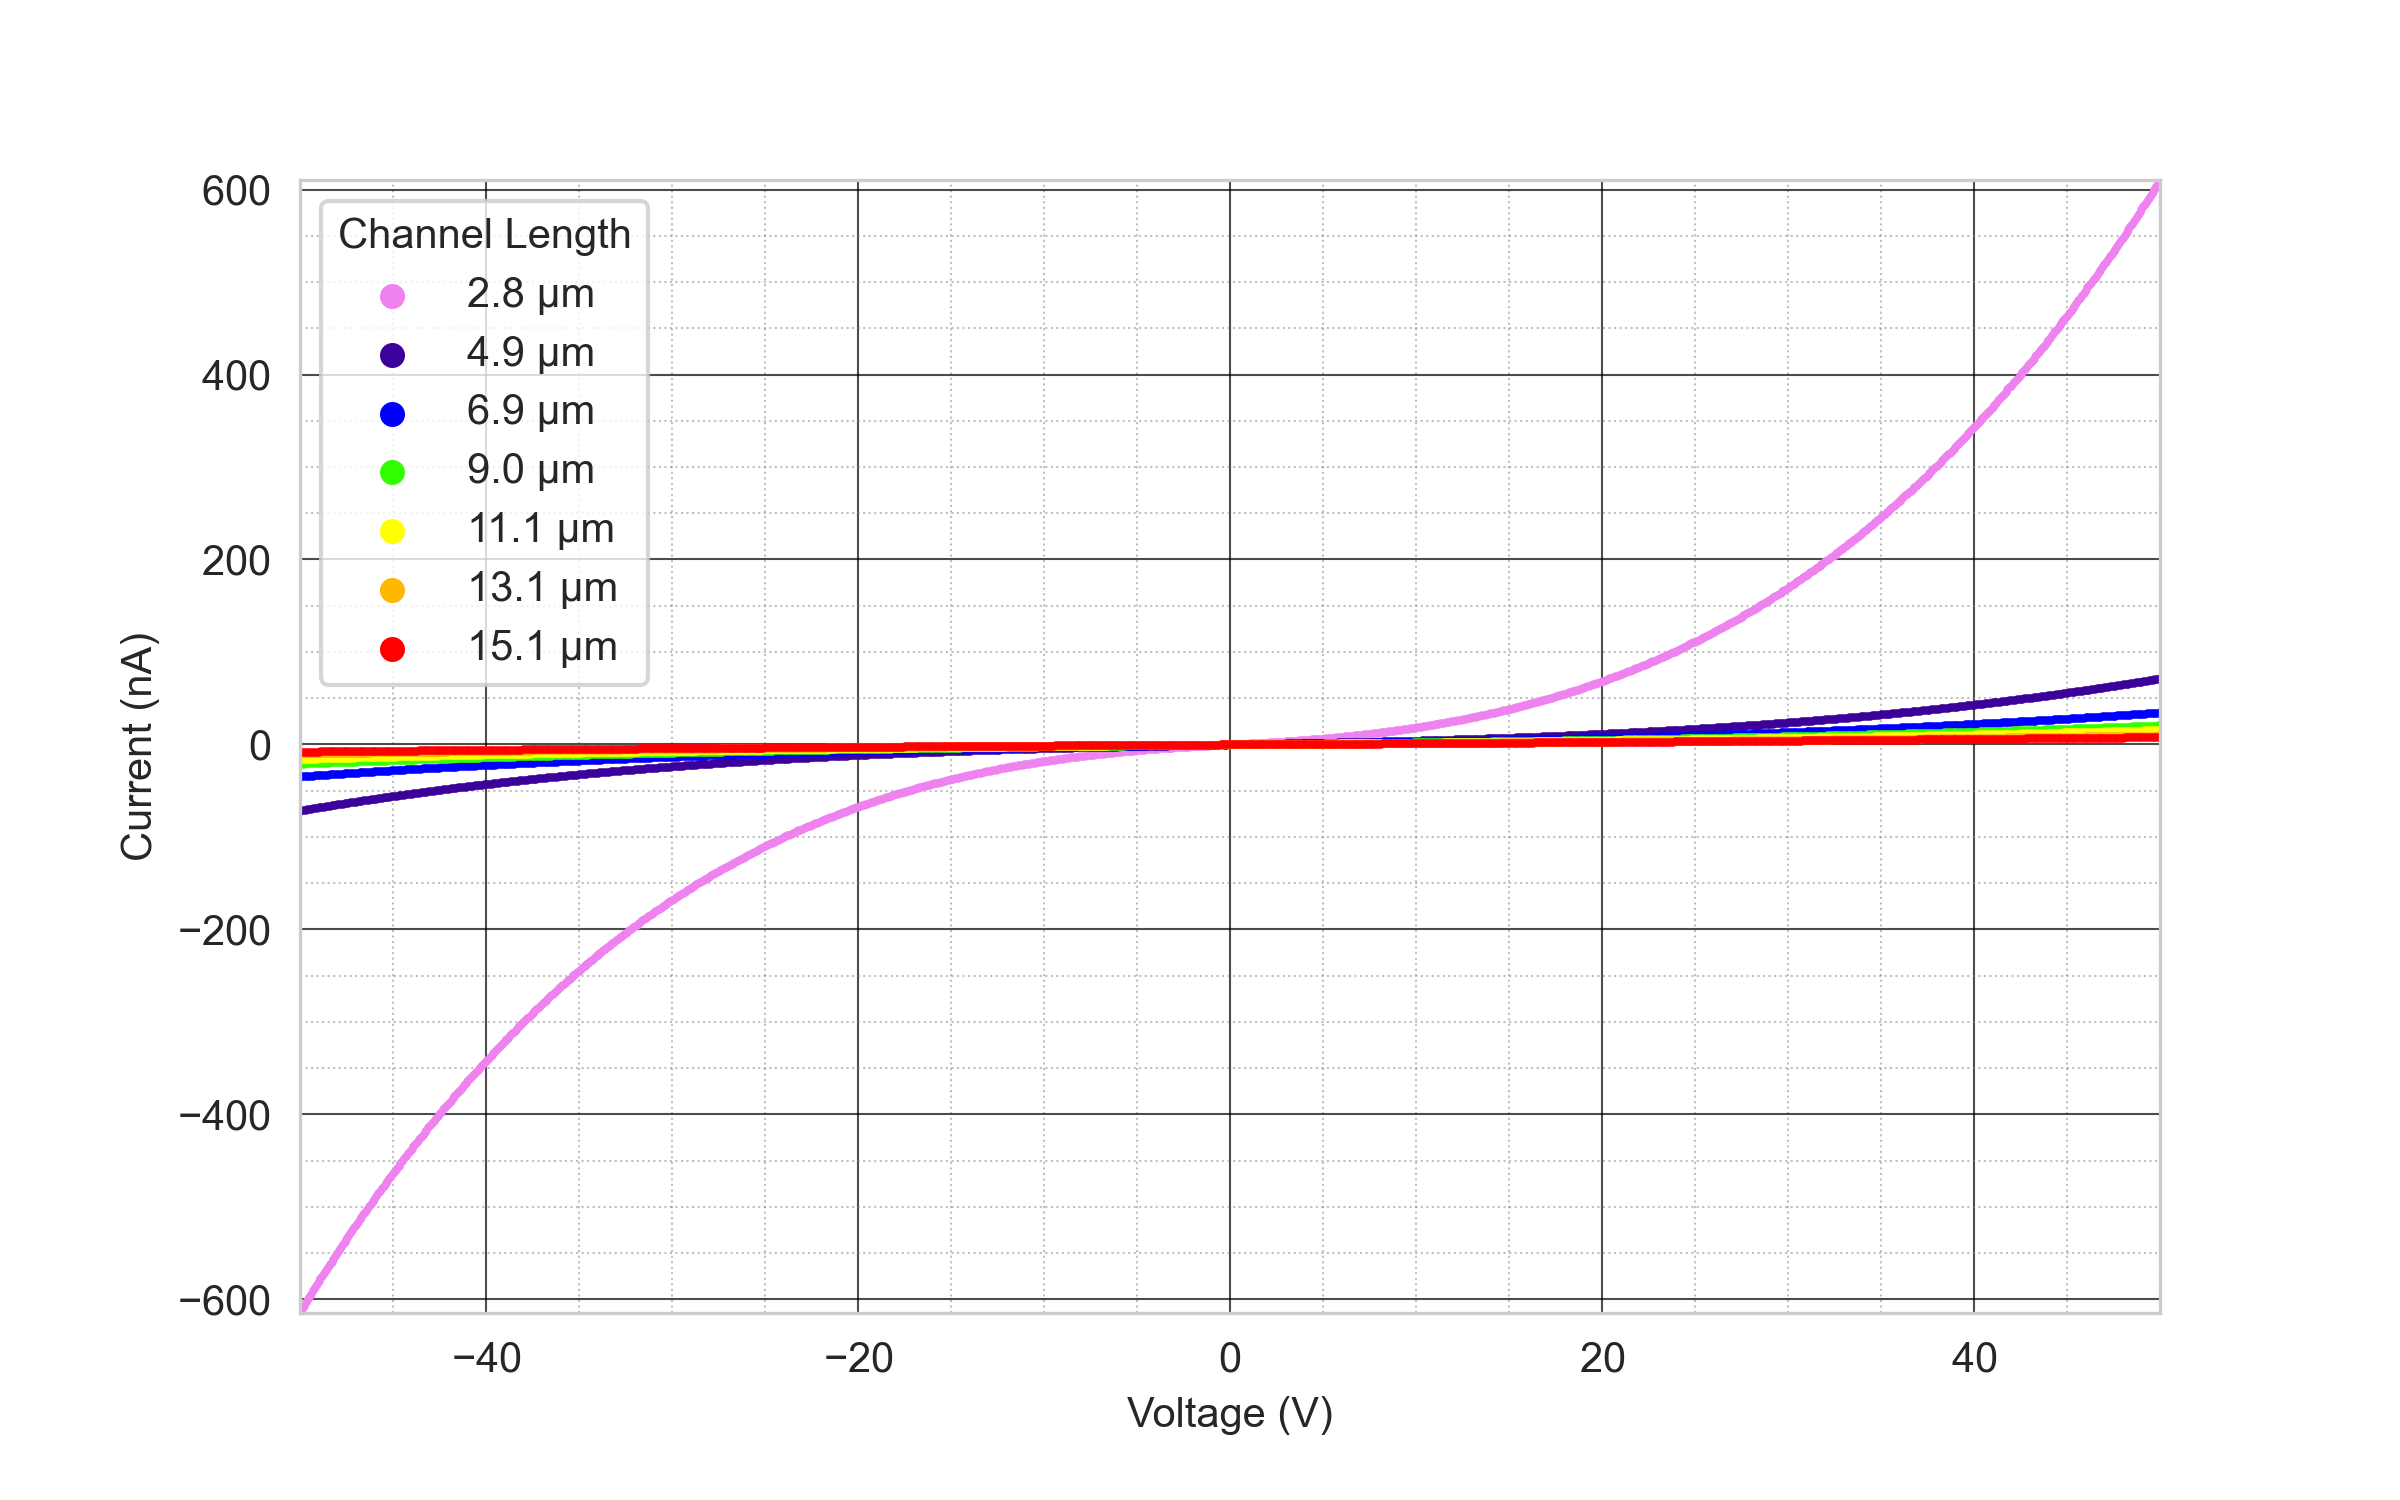 600
400
200
0
−200
−400
−600
Current (nA)
Channel Length
2.8 µm
4.9 µm
6.9 µm
9.0 µm
11.1 µm
13.1 µm
15.1 µm
−40 −20 0 20 40
Voltage (V)